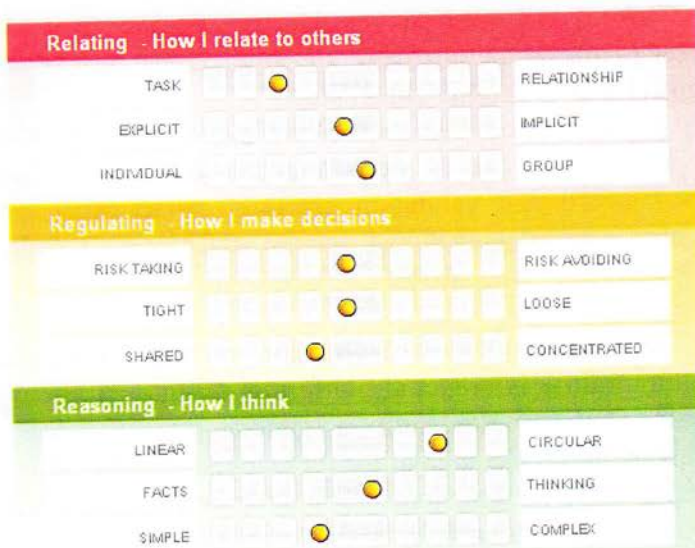 Relating - How I relate to others
TASK RELATIONSHIP
EXPLICIT IMPLICIT
INDIVIDUAL GROUP
Regulating - How I make decisions
RISK TAKING RISK AVOIDING
TIGHT LOOSE
SHARED CONCENTRATED
Reasoning - How I think
LINEAR CIRCULAR
FACTS THINKING
SIMPLE COMPLEX